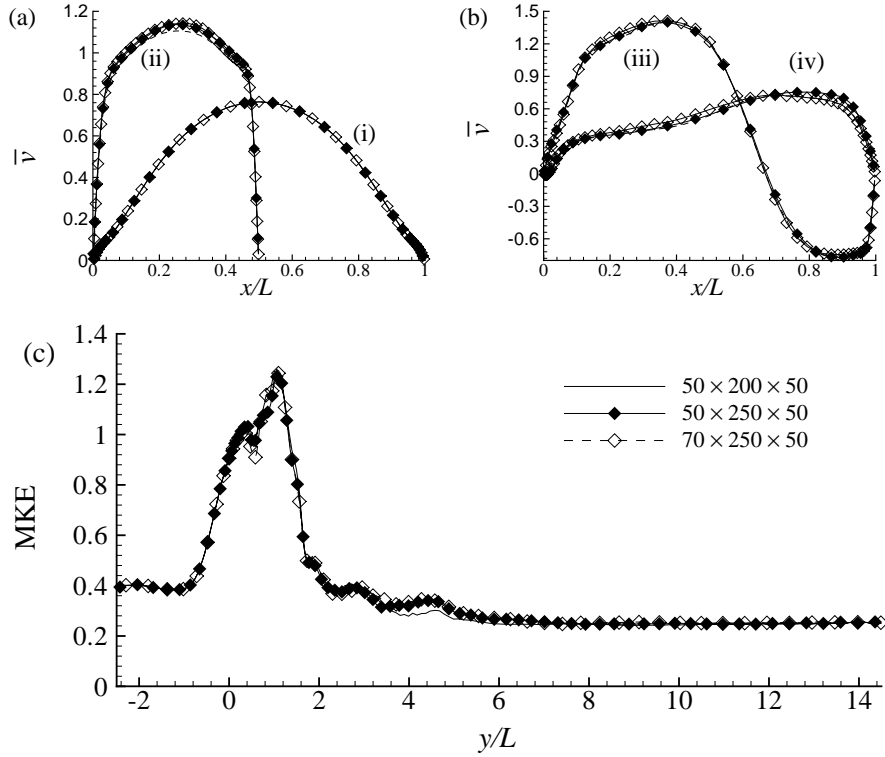 (a)
1.2
1
0.8
0.6
0.4
0.2
0
v
(ii)
(i)
0
0.2
0.4
0.6
0.8
1
x/L
(b)
1.5
1.2
0.9
0.6
0.3
0
-0.3
-0.6
v
(iii)
(iv)
0
0.2
0.4
0.6
0.8
1
x/L
(c)
1.4
1.2
1
0.8
0.6
0.4
0.2
0
MKE
50 × 200 × 50
50 × 250 × 50
70 × 250 × 50
-2
0
2
4
6
8
10
12
14
y/L